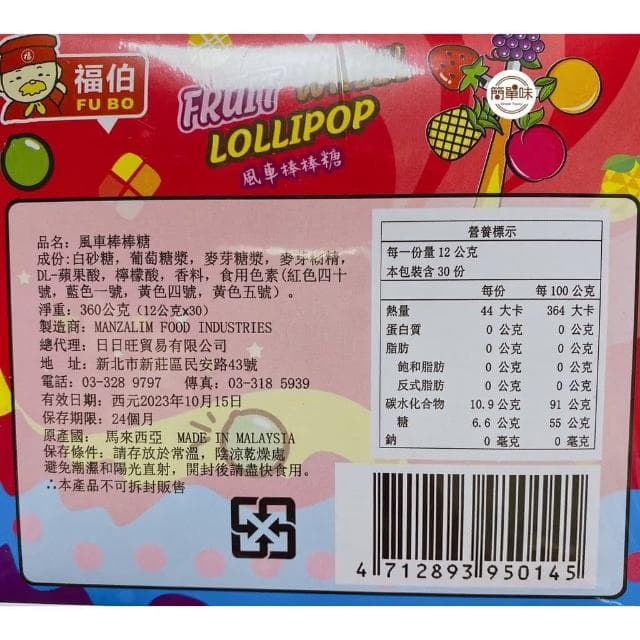 福伯
FU BO
FRUIT
LOLLIPOP
風車棒棒糖
簡單味
品名: 風車棒棒糖
成份:白砂糖, 葡萄糖漿, 麥芽糖漿, 麥芽糊精,
DL-蘋果酸, 檸檬酸, 香料, 食用色素(紅色四十
號, 藍色一號, 黃色四號, 黃色五號)。
淨重: 360公克(12公克x30)
製造商: MANZALIM FOOD INDUSTRIES
總代理: 日日旺貿易有限公司
地 址: 新北市新莊區民安路43號
電話: 03-328 9797 傳真: 03-318 5939
有效日期: 西元2023年10月15日
保存期限: 24個月
原產國: 馬來西亞 MADE IN MALAYSIA
保存條件: 請存放於常溫, 陰涼乾燥處
避免潮濕和陽光直射, 開封後請盡快食用。
∴本產品不可拆封販售
營養標示
每一份量 12 公克
本包裝含 30 份
每份 每 100 公克
熱量 44 大卡 364 大卡
蛋白質 0 公克 0 公克
脂肪 0 公克 0 公克
飽和脂肪 0 公克 0 公克
反式脂肪 0 公克 0 公克
碳水化合物 10.9 公克 91 公克
糖 6.6 公克 55 公克
鈉 0 毫克 0 毫克
4 712893 950145